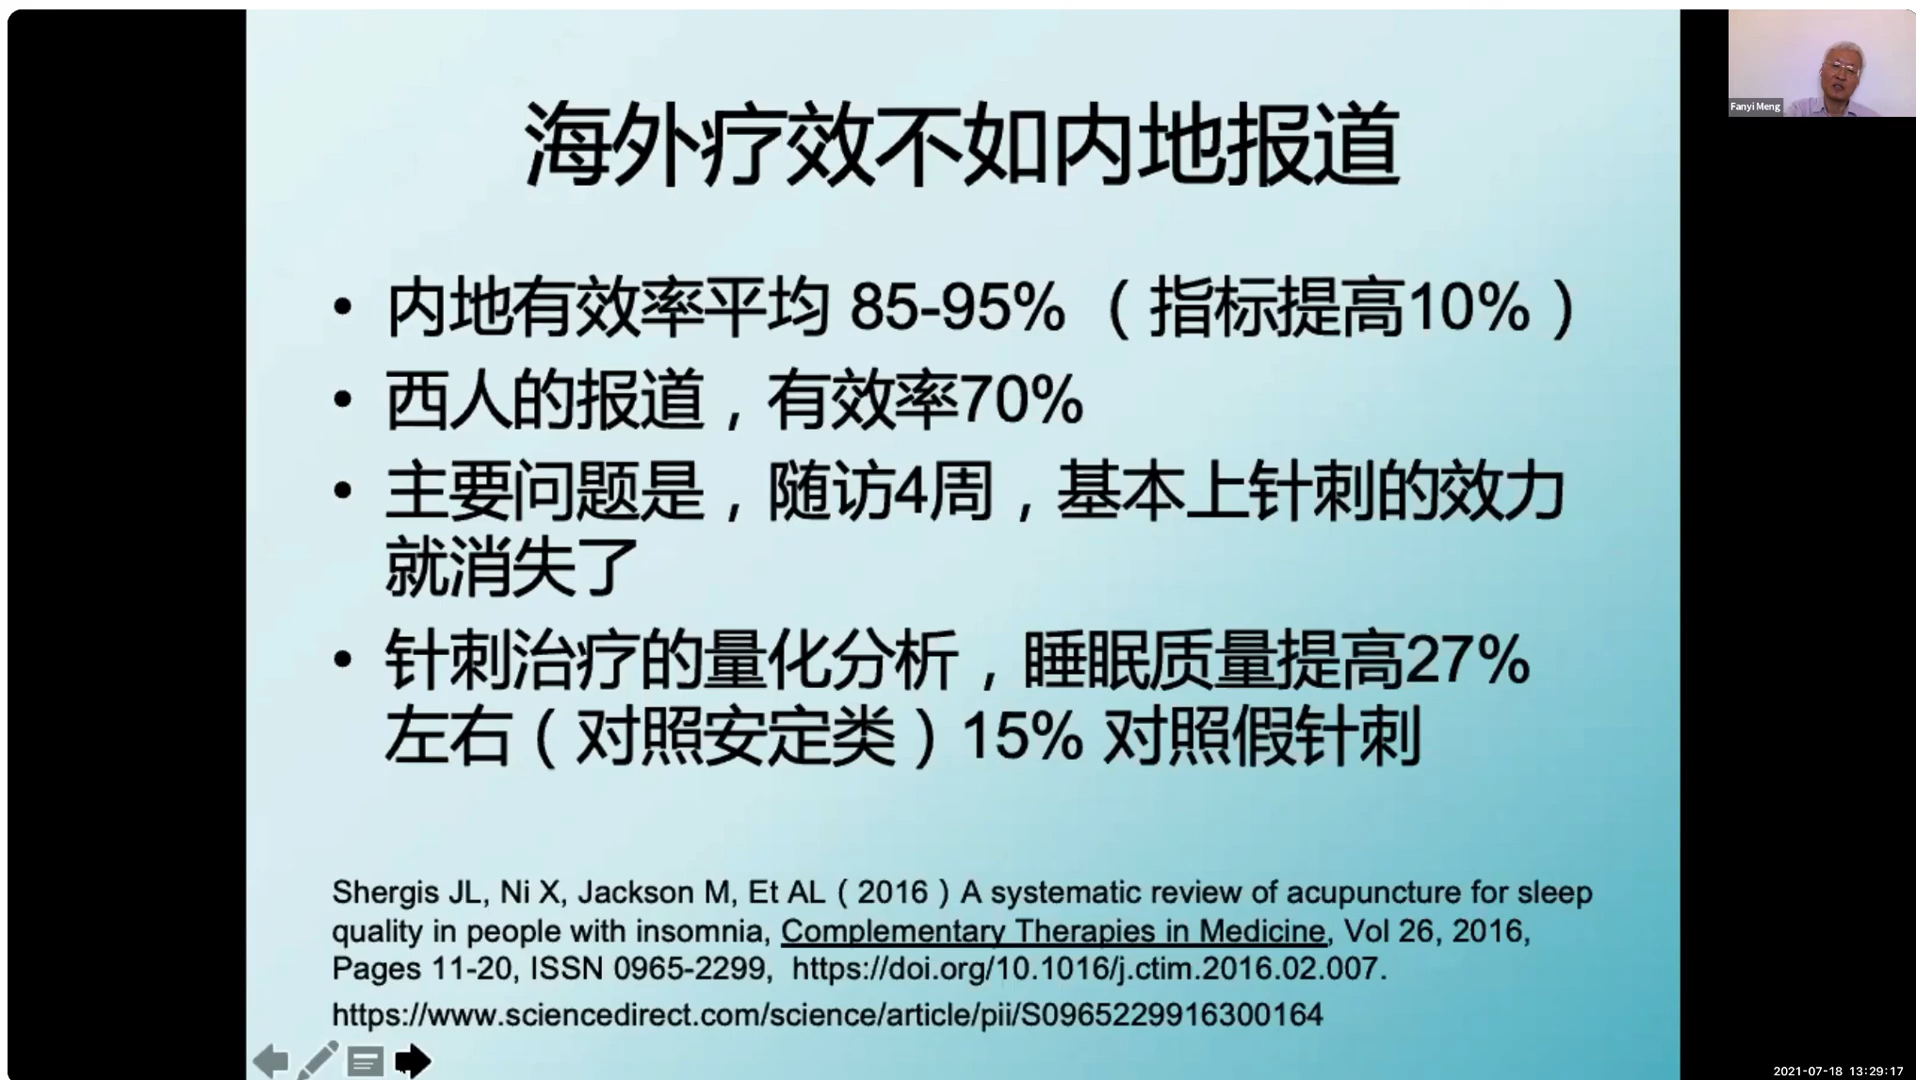 海外疗效不如内地报道
• 内地有效率平均 85-95% （指标提高10%）
• 西人的报道，有效率70%
• 主要问题是，随访4周，基本上针刺的效力
就消失了
• 针刺治疗的量化分析，睡眠质量提高27%
左右（对照安定类）15% 对照假针刺
Shergis JL, Ni X, Jackson M, Et AL（2016）A systematic review of acupuncture for sleep
quality in people with insomnia, Complementary Therapies in Medicine, Vol 26, 2016,
Pages 11-20, ISSN 0965-2299, https://doi.org/10.1016/j.ctim.2016.02.007.
https://www.sciencedirect.com/science/article/pii/S0965229916300164
Fanyi Meng
2021-07-18 13:29:17